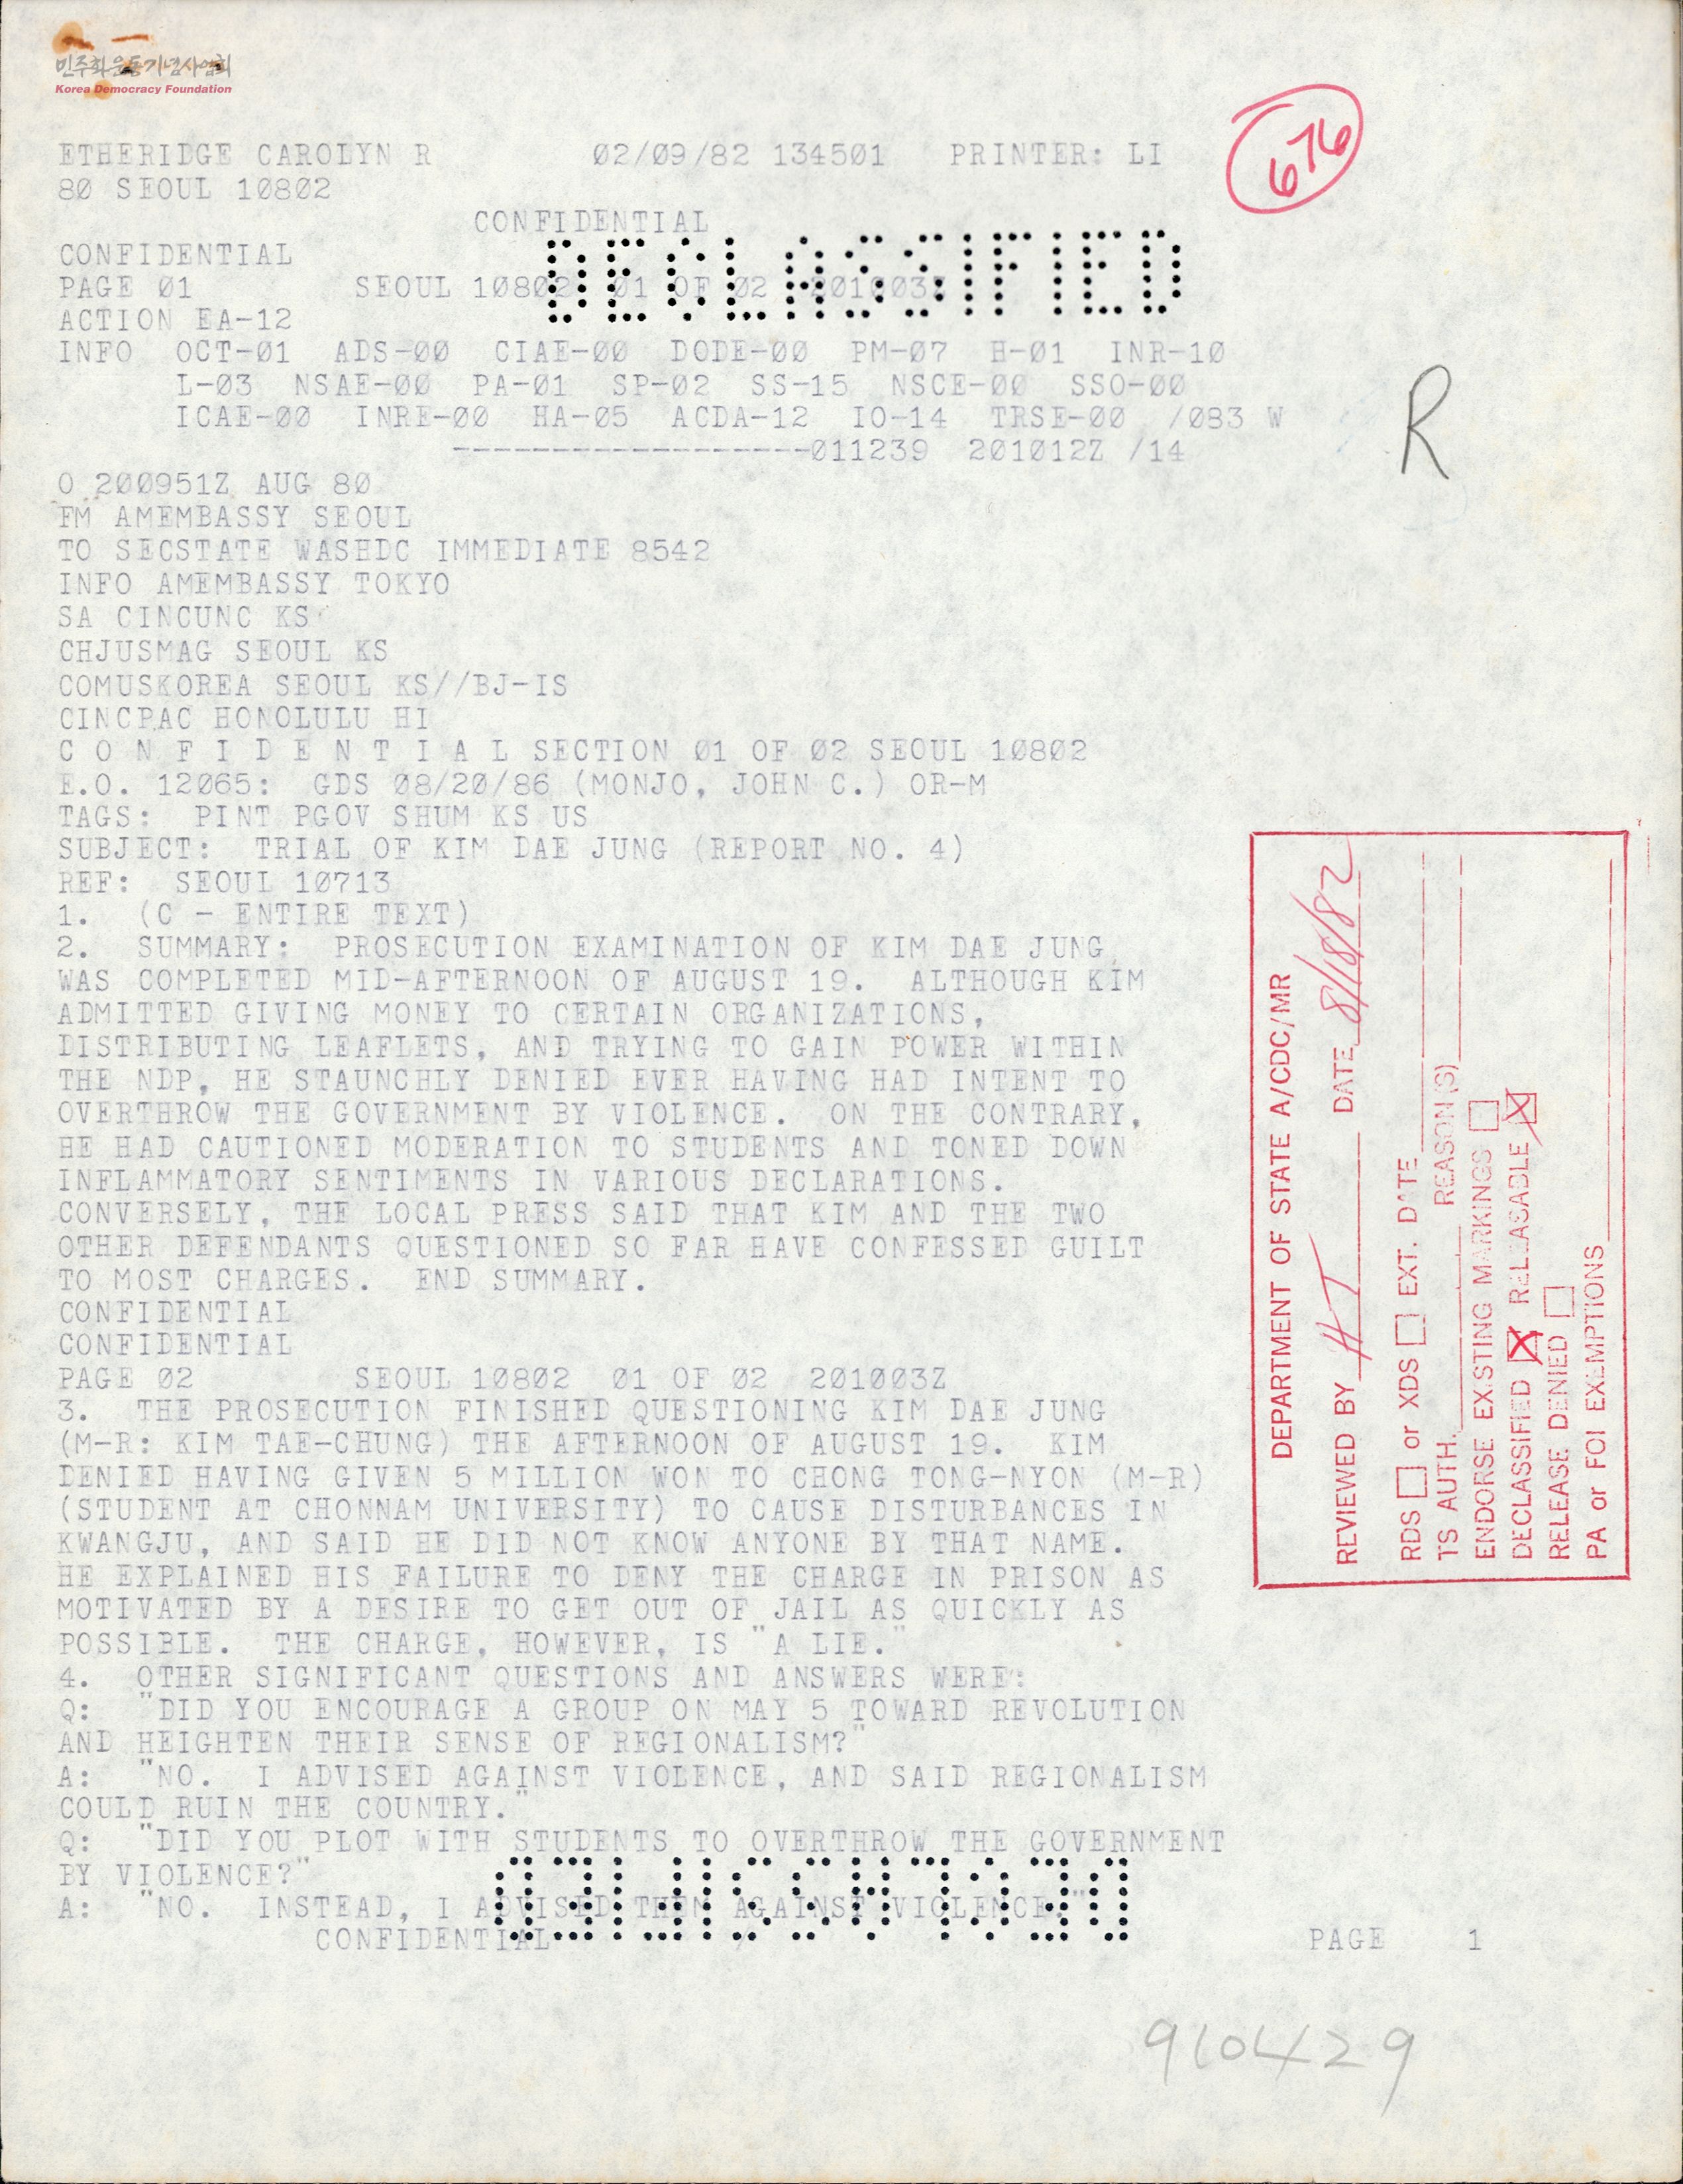 민주화운동기념사업회
Korea Democracy Foundation
676
ETHERIDGE CAROLYN R 02/09/82 134501 PRINTER: LI
80 SEOUL 10802
CONFIDENTIAL
DECLASSIFIED
CONFIDENTIAL
PAGE 01 SEOUL 10802 01 OF 02 201003Z
ACTION EA-12
INFO OCT-01 ADS-00 CIAE-00 DODE-00 PM-07 H-01 INR-10
L-03 NSAE-00 PA-01 SP-02 SS-15 NSCE-00 SSO-00
ICAE-00 INRE-00 HA-05 ACDA-12 IO-14 TRSE-00 /083 W
------------------011239 201012Z /14
R
O 200951Z AUG 80
FM AMEMBASSY SEOUL
TO SECSTATE WASHDC IMMEDIATE 8542
INFO AMEMBASSY TOKYO
SA CINCUNC KS
CHJUSMAG SEOUL KS
COMUSKOREA SEOUL KS//BJ-IS
CINCPAC HONOLULU HI
C O N F I D E N T I A L SECTION 01 OF 02 SEOUL 10802
E.O. 12065: GDS 08/20/86 (MONJO, JOHN C.) OR-M
TAGS: PINT PGOV SHUM KS US
SUBJECT: TRIAL OF KIM DAE JUNG (REPORT NO. 4)
REF: SEOUL 10713
1. (C - ENTIRE TEXT)
2. SUMMARY: PROSECUTION EXAMINATION OF KIM DAE JUNG
WAS COMPLETED MID-AFTERNOON OF AUGUST 19. ALTHOUGH KIM
ADMITTED GIVING MONEY TO CERTAIN ORGANIZATIONS,
DISTRIBUTING LEAFLETS, AND TRYING TO GAIN POWER WITHIN
THE NDP, HE STAUNCHLY DENIED EVER HAVING HAD INTENT TO
OVERTHROW THE GOVERNMENT BY VIOLENCE. ON THE CONTRARY,
HE HAD CAUTIONED MODERATION TO STUDENTS AND TONED DOWN
INFLAMMATORY SENTIMENTS IN VARIOUS DECLARATIONS.
CONVERSELY, THE LOCAL PRESS SAID THAT KIM AND THE TWO
OTHER DEFENDANTS QUESTIONED SO FAR HAVE CONFESSED GUILT
TO MOST CHARGES. END SUMMARY.
CONFIDENTIAL
CONFIDENTIAL
PAGE 02 SEOUL 10802 01 OF 02 201003Z
3. THE PROSECUTION FINISHED QUESTIONING KIM DAE JUNG
(M-R: KIM TAE-CHUNG) THE AFTERNOON OF AUGUST 19. KIM
DENIED HAVING GIVEN 5 MILLION WON TO CHONG TONG-NYON (M-R)
(STUDENT AT CHONNAM UNIVERSITY) TO CAUSE DISTURBANCES IN
KWANGJU, AND SAID HE DID NOT KNOW ANYONE BY THAT NAME.
HE EXPLAINED HIS FAILURE TO DENY THE CHARGE IN PRISON AS
MOTIVATED BY A DESIRE TO GET OUT OF JAIL AS QUICKLY AS
POSSIBLE. THE CHARGE, HOWEVER, IS "A LIE."
4. OTHER SIGNIFICANT QUESTIONS AND ANSWERS WERE:
Q: "DID YOU ENCOURAGE A GROUP ON MAY 5 TOWARD REVOLUTION
AND HEIGHTEN THEIR SENSE OF REGIONALISM?"
A: "NO. I ADVISED AGAINST VIOLENCE, AND SAID REGIONALISM
COULD RUIN THE COUNTRY."
Q: "DID YOU PLOT WITH STUDENTS TO OVERTHROW THE GOVERNMENT
BY VIOLENCE?"
A: "NO. INSTEAD, I ADVISED THEM AGAINST VIOLENCE."
DECLASSIFIED
CONFIDENTIAL PAGE 1
DEPARTMENT OF STATE A/CDC/MR
REVIEWED BY HT DATE 8/18/82
RDS or XDS EXT. DATE
TS AUTH. REASON(S)
ENDORSE EXISTING MARKINGS
DECLASSIFIED RELEASABLE
RELEASE DENIED
PA or FOI EXEMPTIONS
910429